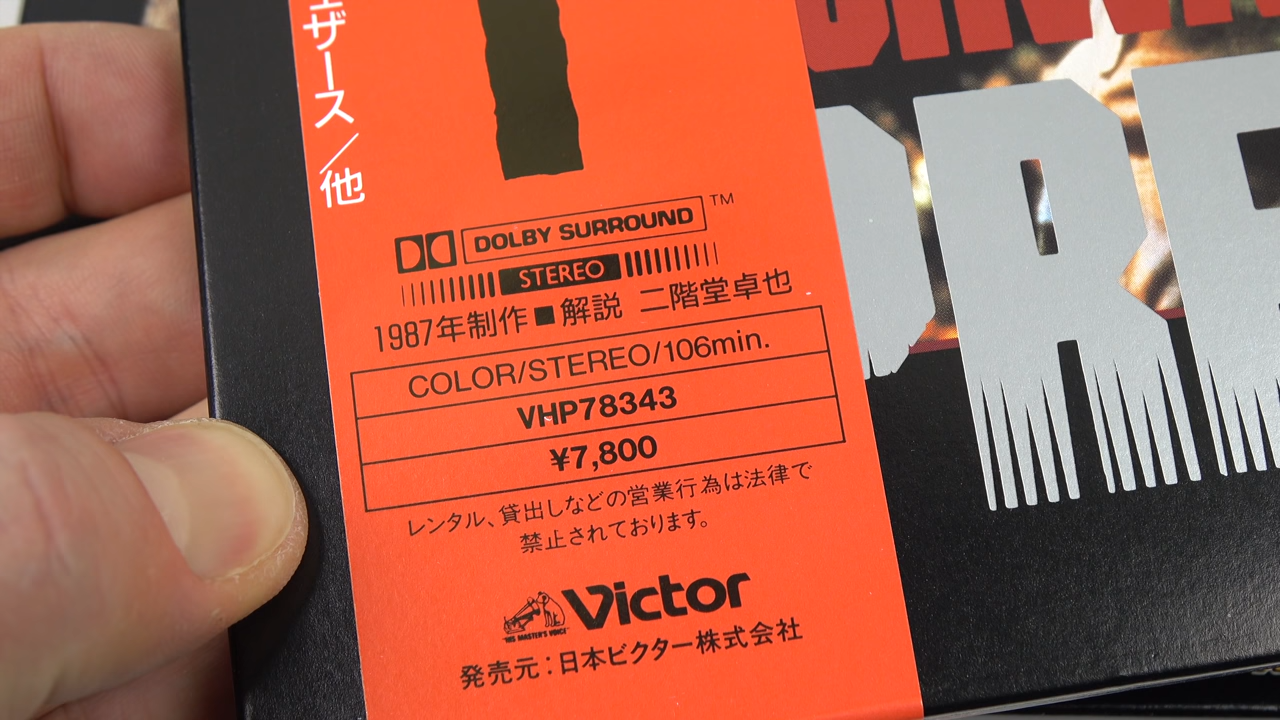 ェザース／他
DOLBY SURROUND TM
STEREO
1987年制作■解説 二階堂卓也
COLOR/STEREO/106min.
VHP78343
¥7,800
レンタル、貸出しなどの営業行為は法律で
禁止されております。
"HIS MASTER'S VOICE"
Victor
発売元：日本ビクター株式会社
PRE